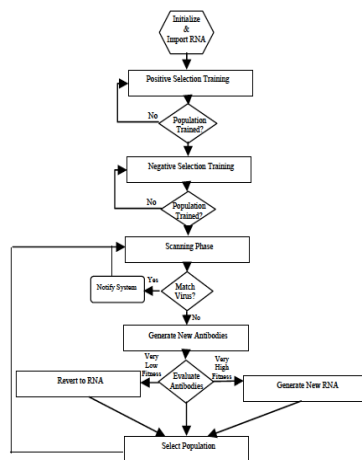 Initialize
&
Import RNA
Positive Selection Training
No
Population
Trained?
Negative Selection Training
No
Population
Trained?
Scanning Phase
Notify System
Yes
Match
Virus?
No
Generate New Antibodies
Very
Low
Fitness
Evaluate
Antibodies
Very
High
Fitness
Revert to RNA
Generate New RNA
Select Population